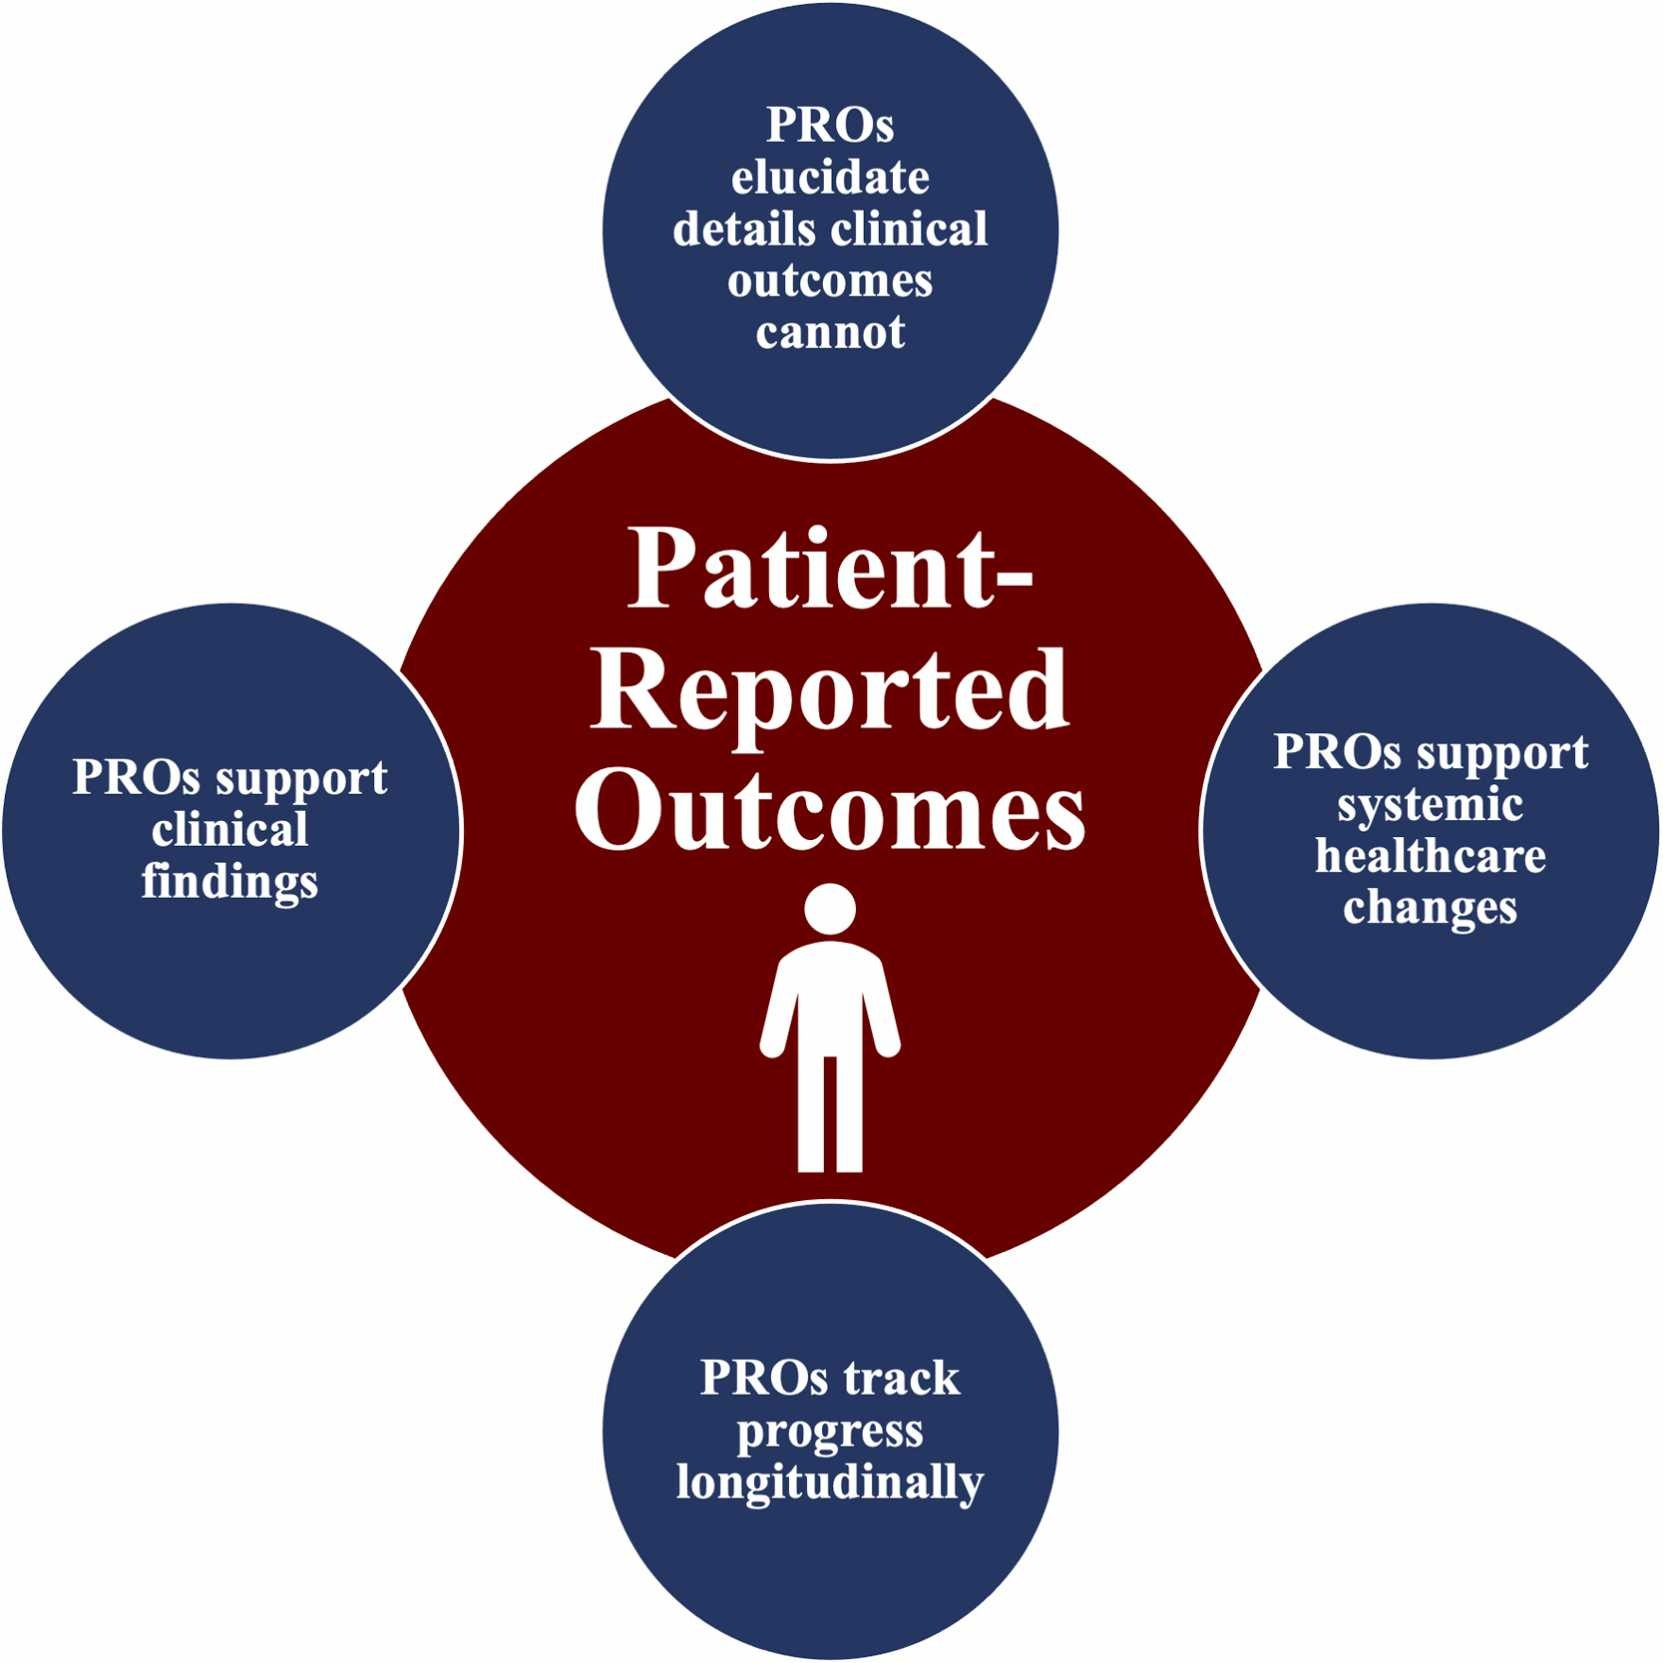 PROs
elucidate
details clinical
outcomes
cannot
Patient-
Reported
Outcomes
PROs support
clinical
findings
PROs support
systemic
healthcare
changes
PROs track
progress
longitudinally